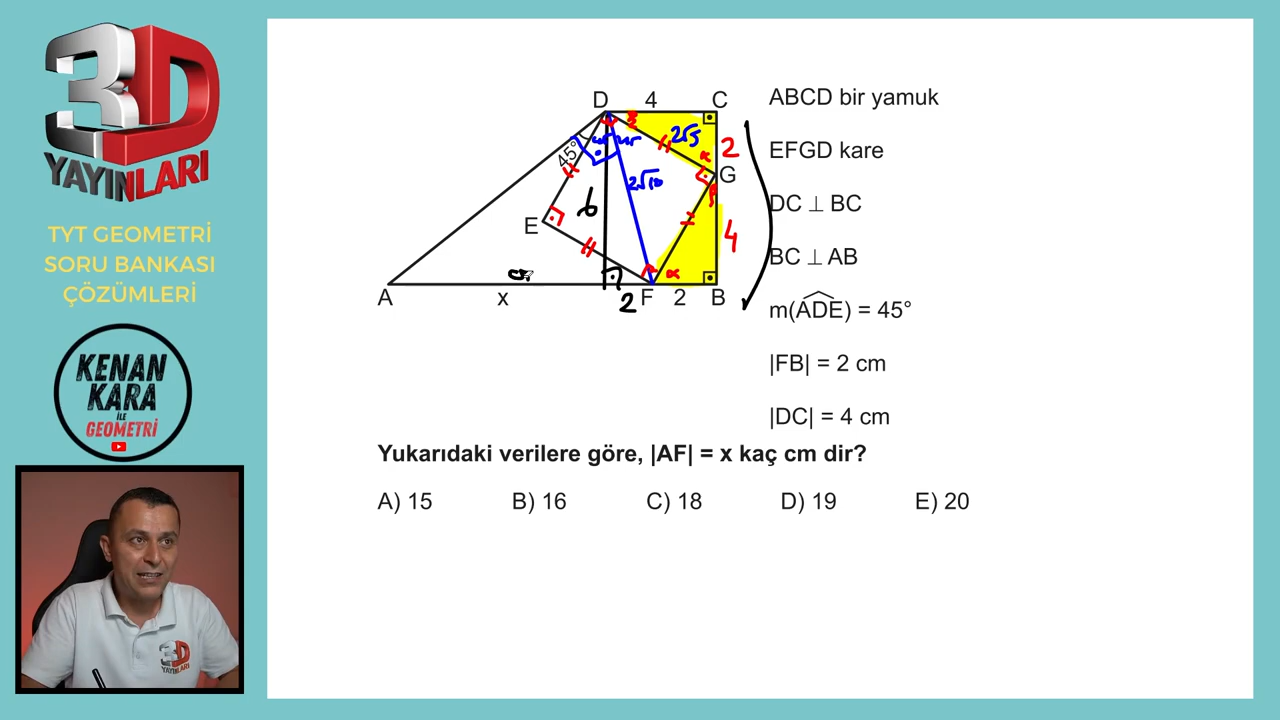 3D
YAYINLARI
TYT GEOMETRİ
SORU BANKASI
ÇÖZÜMLERİ
KENAN
KARA
İLE
GEOMETRİ
3D
YAYINLARI
D 4 C
45°
2√5
2
G
2√10
6
4
E
A x 2 F 2 B
α
α
ABCD bir yamuk
EFGD kare
DC ⊥ BC
BC ⊥ AB
m(ADE) = 45°
|FB| = 2 cm
|DC| = 4 cm
Yukarıdaki verilere göre, |AF| = x kaç cm dir?
A) 15 B) 16 C) 18 D) 19 E) 20